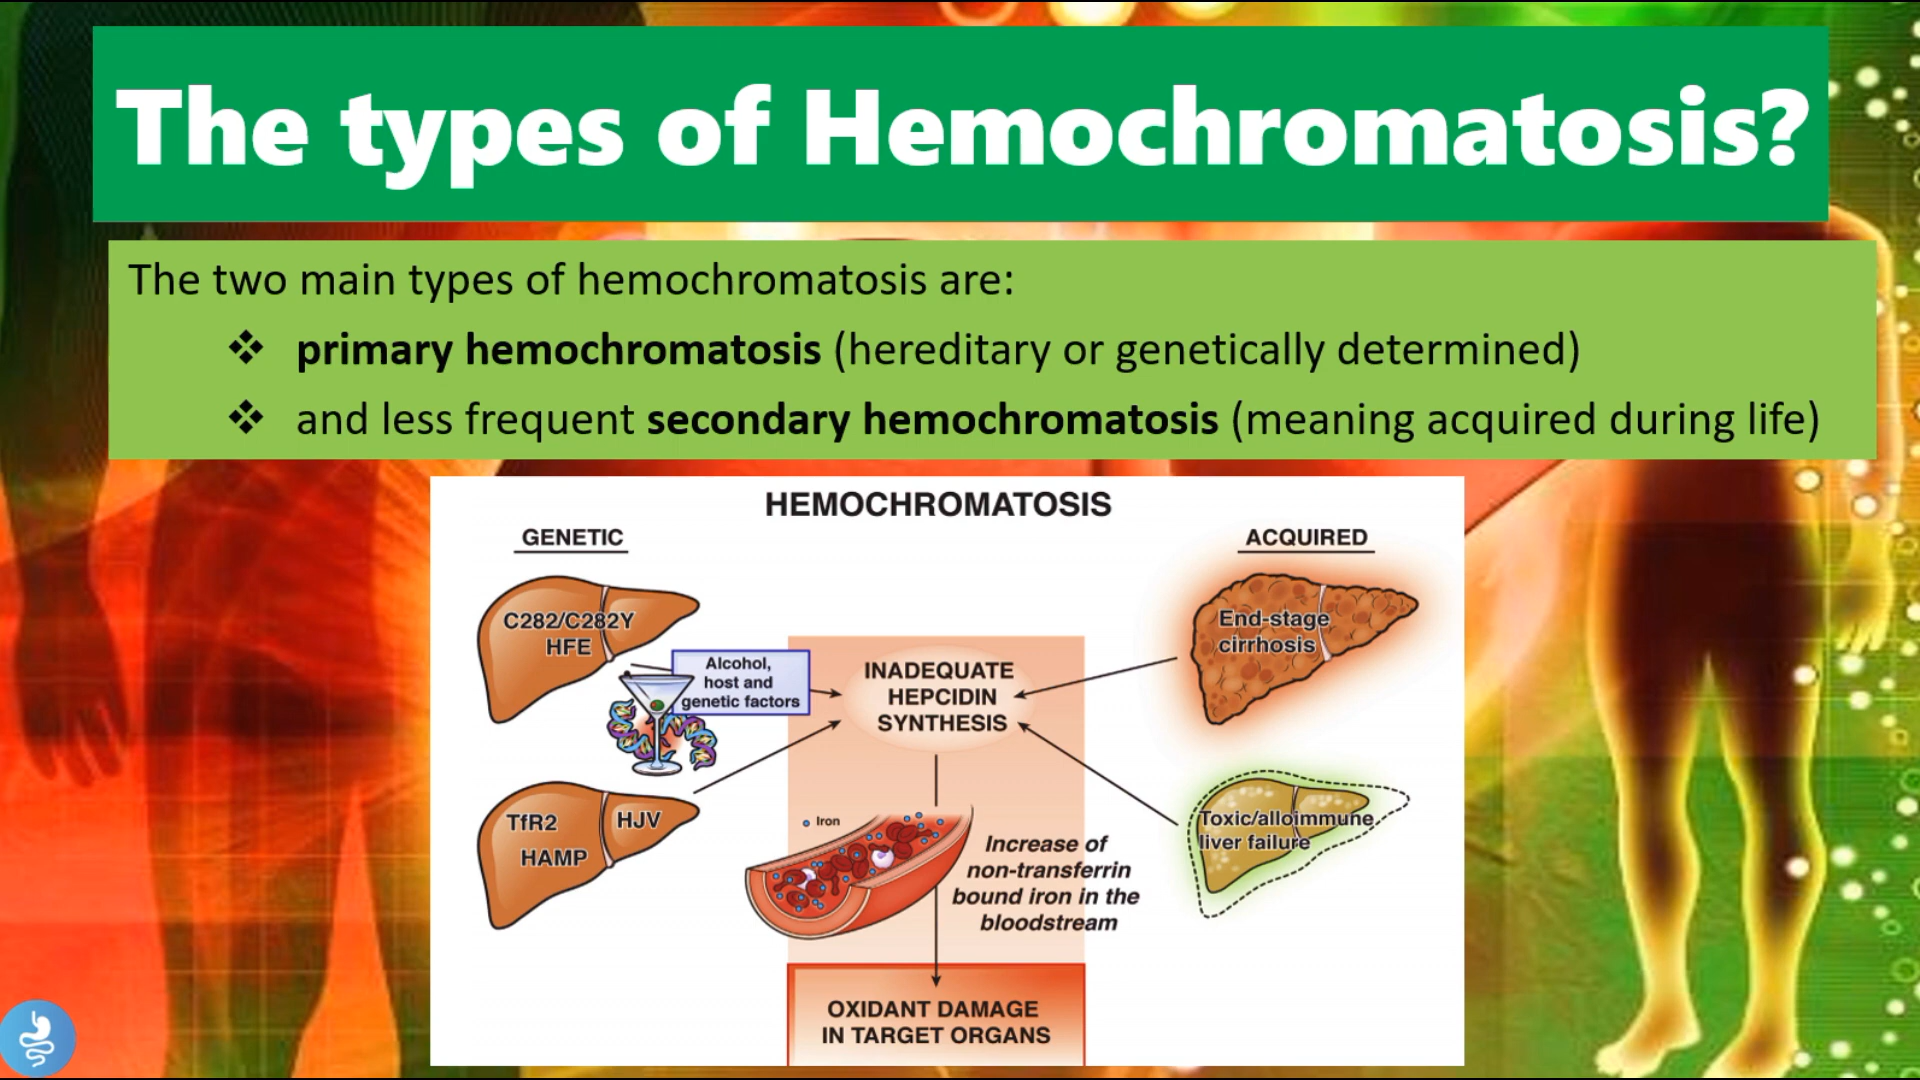 The types of Hemochromatosis?
The two main types of hemochromatosis are:
❖ primary hemochromatosis (hereditary or genetically determined)
❖ and less frequent secondary hemochromatosis (meaning acquired during life)
HEMOCHROMATOSIS
GENETIC
C282/C282Y
HFE
Alcohol,
host and
genetic factors
TfR2
HJV
HAMP
INADEQUATE
HEPCIDIN
SYNTHESIS
Iron
Increase of
non-transferrin
bound iron in the
bloodstream
OXIDANT DAMAGE
IN TARGET ORGANS
ACQUIRED
End-stage
cirrhosis
Toxic/alloimmune
liver failure